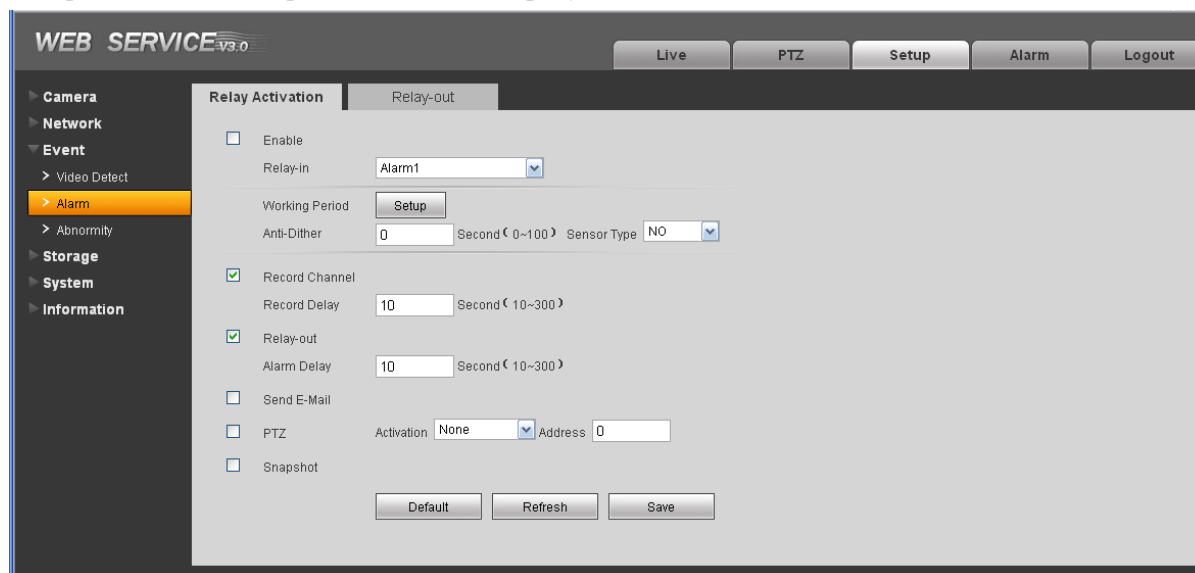 WEB SERVICE V3.0
Live PTZ Setup Alarm Logout
Camera
Network
Event
> Video Detect
> Alarm
> Abnormity
Storage
System
Information
Relay Activation Relay-out
Enable
Relay-in Alarm1
Working Period Setup
Anti-Dither 0 Second ( 0~100 ) Sensor Type NO
Record Channel
Record Delay 10 Second ( 10~300 )
Relay-out
Alarm Delay 10 Second ( 10~300 )
Send E-Mail
PTZ Activation None Address 0
Snapshot
Default Refresh Save